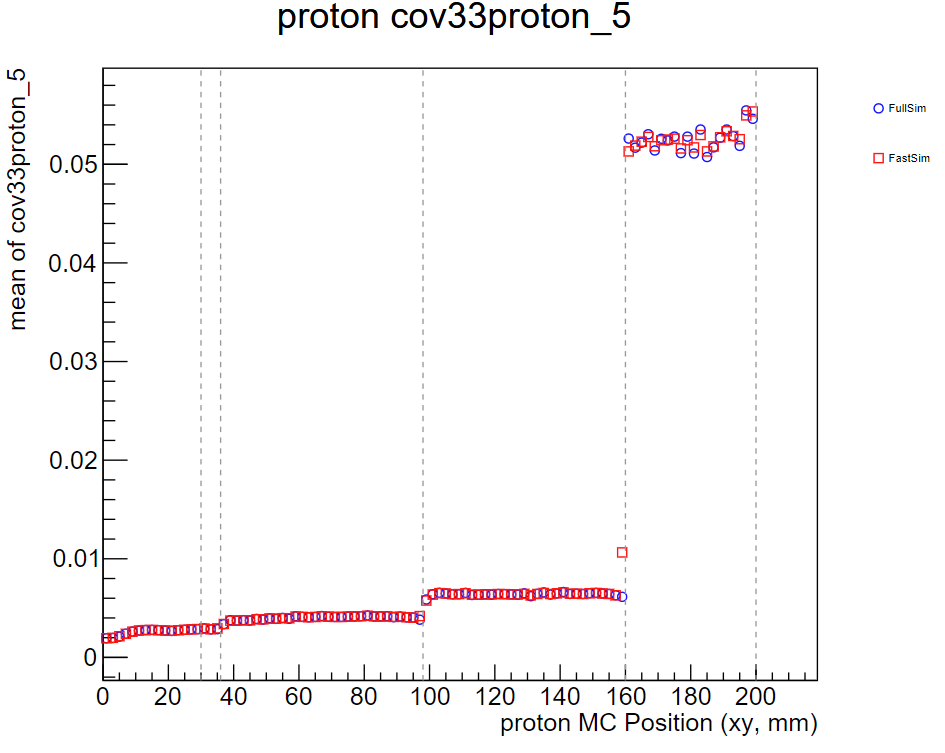 proton cov33proton_5
mean of cov33proton_5
0.05
0.04
0.03
0.02
0.01
0
0 20 40 60 80 100 120 140 160 180 200
proton MC Position (xy, mm)
FullSim
FastSim